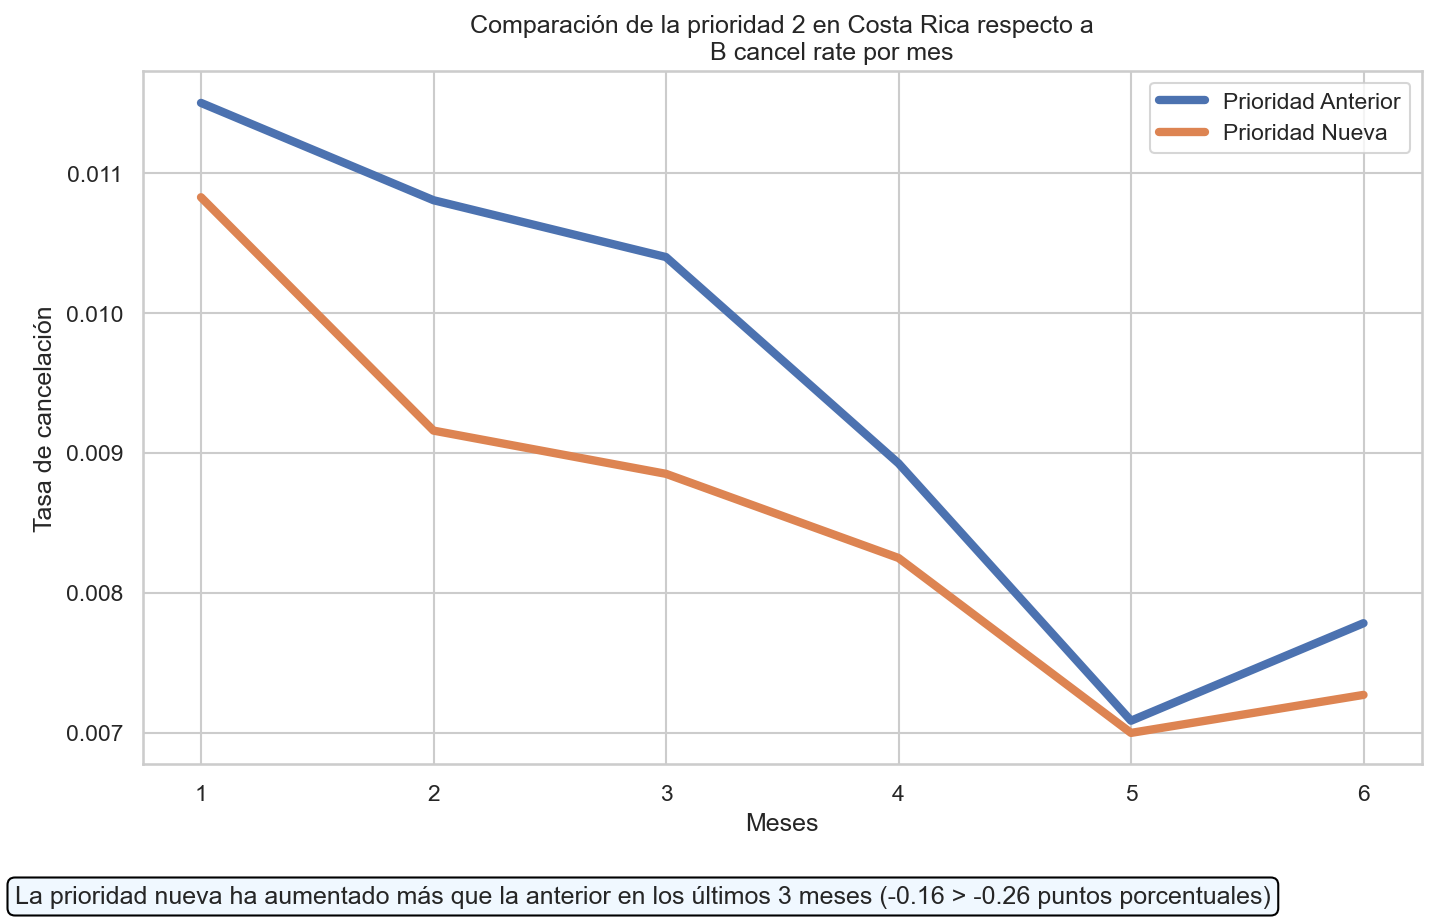 Comparación de la prioridad 2 en Costa Rica respecto a
B cancel rate por mes
Prioridad Anterior
Prioridad Nueva
Tasa de cancelación
0.011
0.010
0.009
0.008
0.007
1 2 3 4 5 6
Meses
La prioridad nueva ha aumentado más que la anterior en los últimos 3 meses (-0.16 > -0.26 puntos porcentuales)